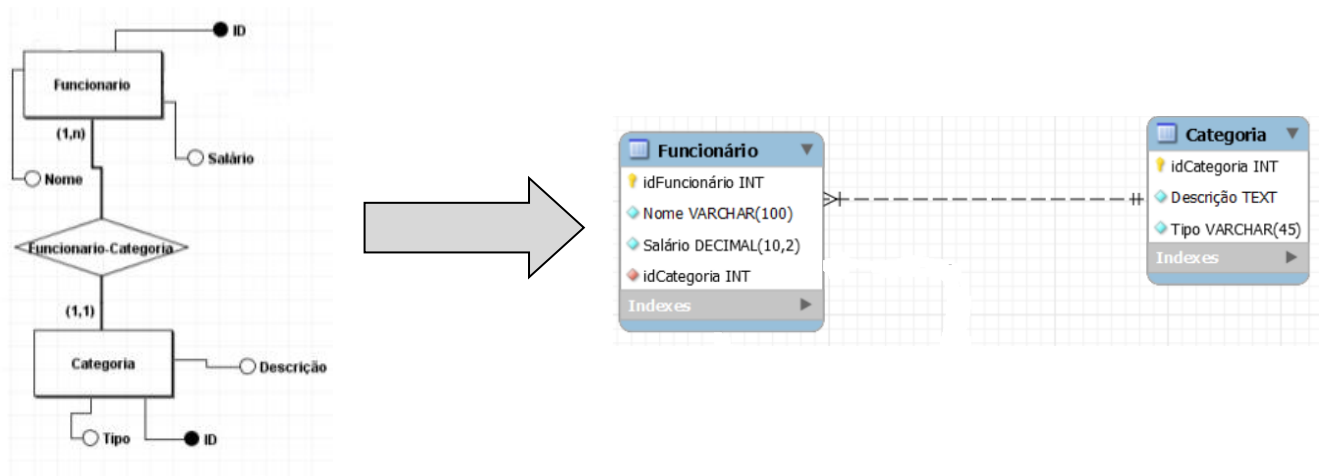 ID
Funcionario
(1,n)
Salário
Nome
Funcionario-Categoria
(1,1)
Categoria
Descrição
Tipo
ID
Funcionário
idFuncionário INT
Nome VARCHAR(100)
Salário DECIMAL(10,2)
idCategoria INT
Indexes
Categoria
idCategoria INT
Descrição TEXT
Tipo VARCHAR(45)
Indexes